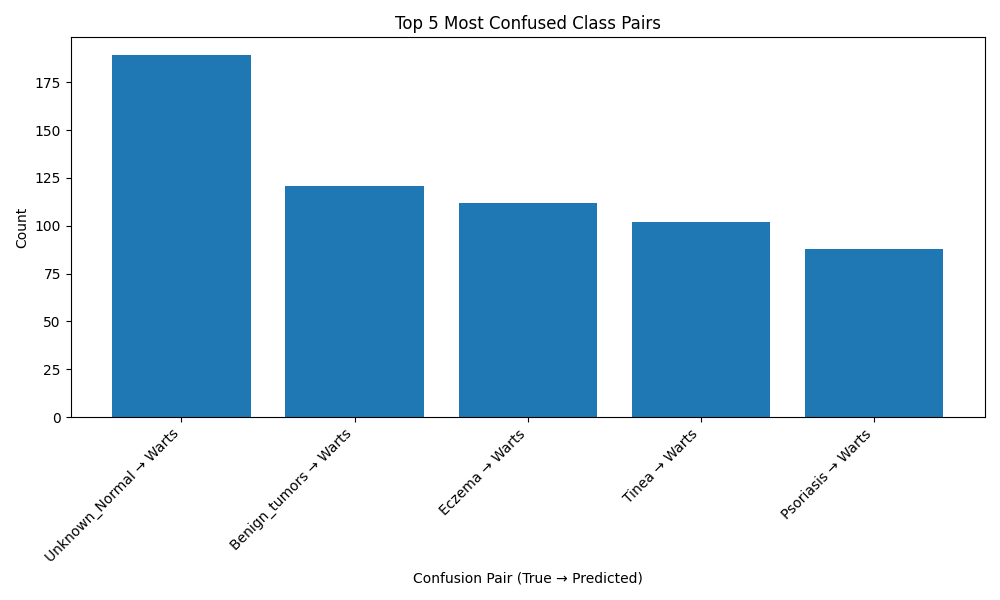 Top 5 Most Confused Class Pairs
Count
175
150
125
100
75
50
25
0
Unknown_Normal → Warts
Benign_tumors → Warts
Eczema → Warts
Tinea → Warts
Psoriasis → Warts
Confusion Pair (True → Predicted)